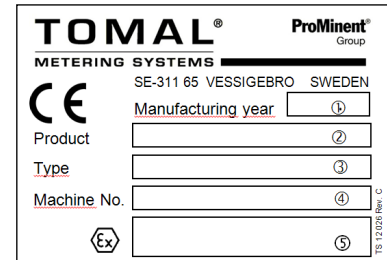 TOMAL®
METERING SYSTEMS
ProMinent®
Group
SE-311 65 VESSIGEBRO SWEDEN
CE
Manufacturing year ①
Product ②
Type ③
Machine No. ④
Ex ⑤
TS 12026 Rev. C